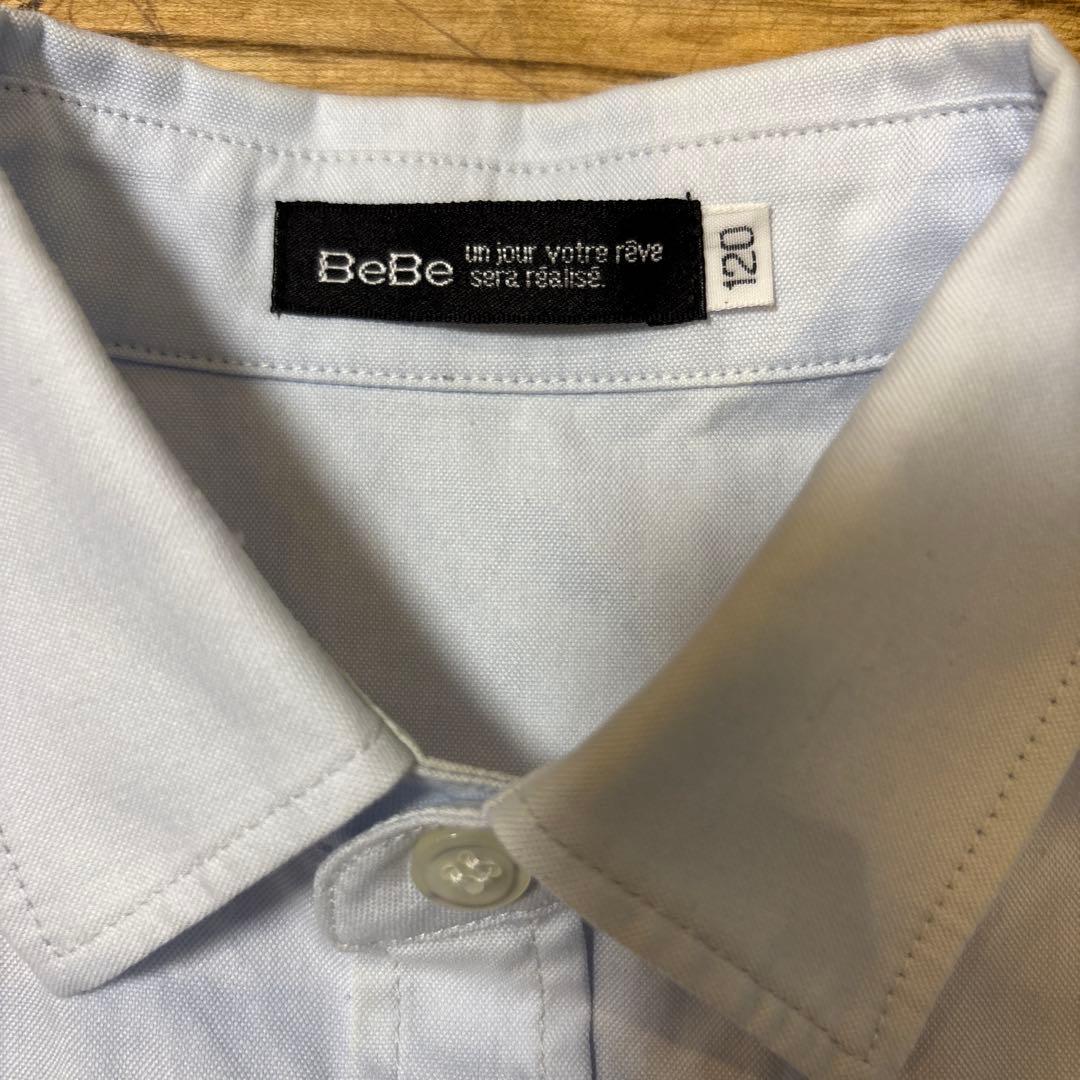 BeBe
un jour votre rêve
sera réalisé.
120